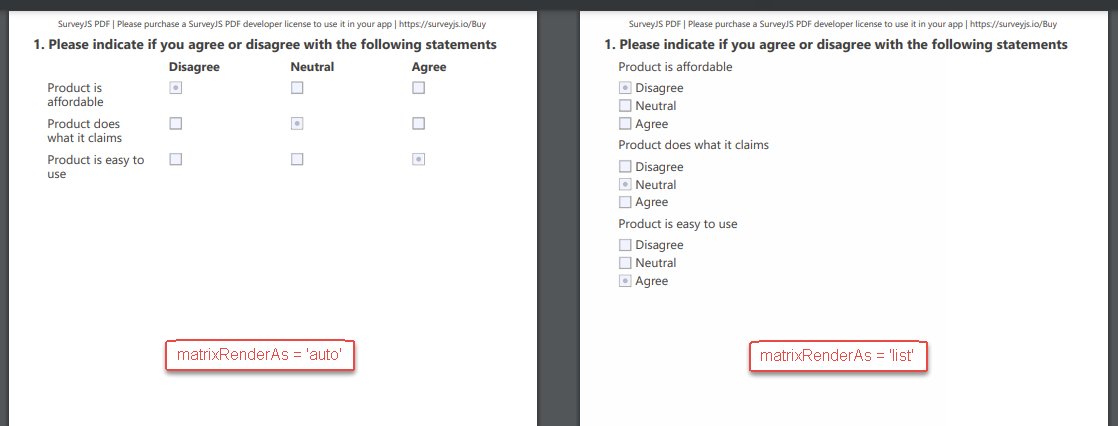 SurveyJS PDF | Please purchase a SurveyJS PDF developer license to use it in your app | https://surveyjs.io/Buy
1. Please indicate if you agree or disagree with the following statements
Disagree Neutral Agree
Product is
affordable
Product does
what it claims
Product is easy to
use
matrixRenderAs = 'auto'
SurveyJS PDF | Please purchase a SurveyJS PDF developer license to use it in your app | https://surveyjs.io/Buy
1. Please indicate if you agree or disagree with the following statements
Product is affordable
Disagree
Neutral
Agree
Product does what it claims
Disagree
Neutral
Agree
Product is easy to use
Disagree
Neutral
Agree
matrixRenderAs = 'list'